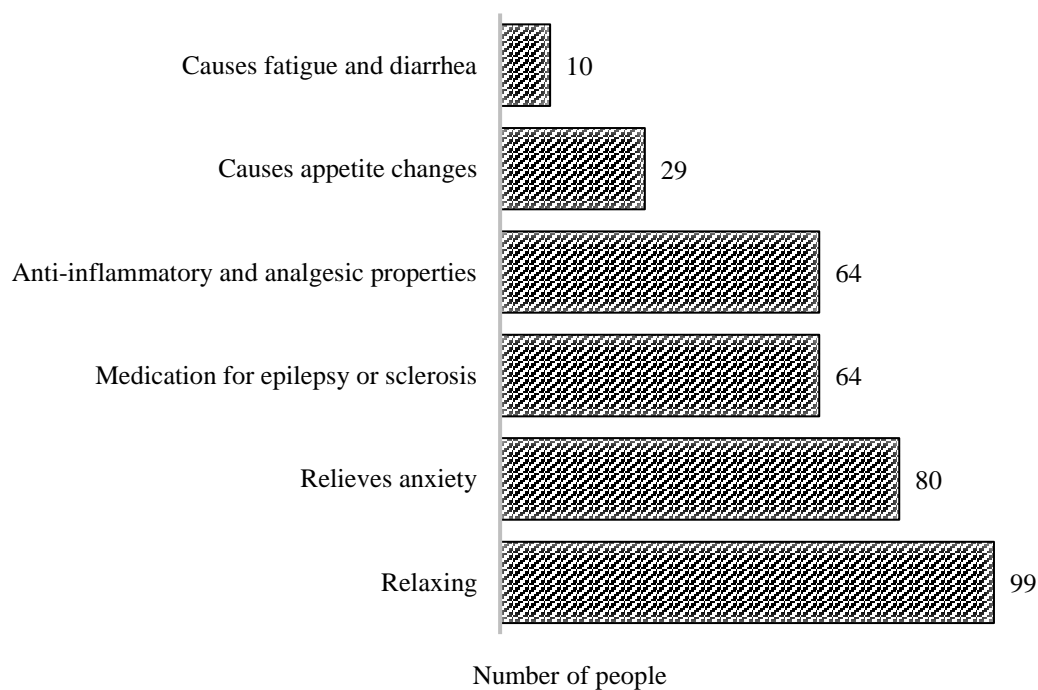 Causes fatigue and diarrhea 10
Causes appetite changes 29
Anti-inflammatory and analgesic properties 64
Medication for epilepsy or sclerosis 64
Relieves anxiety 80
Relaxing 99
Number of people